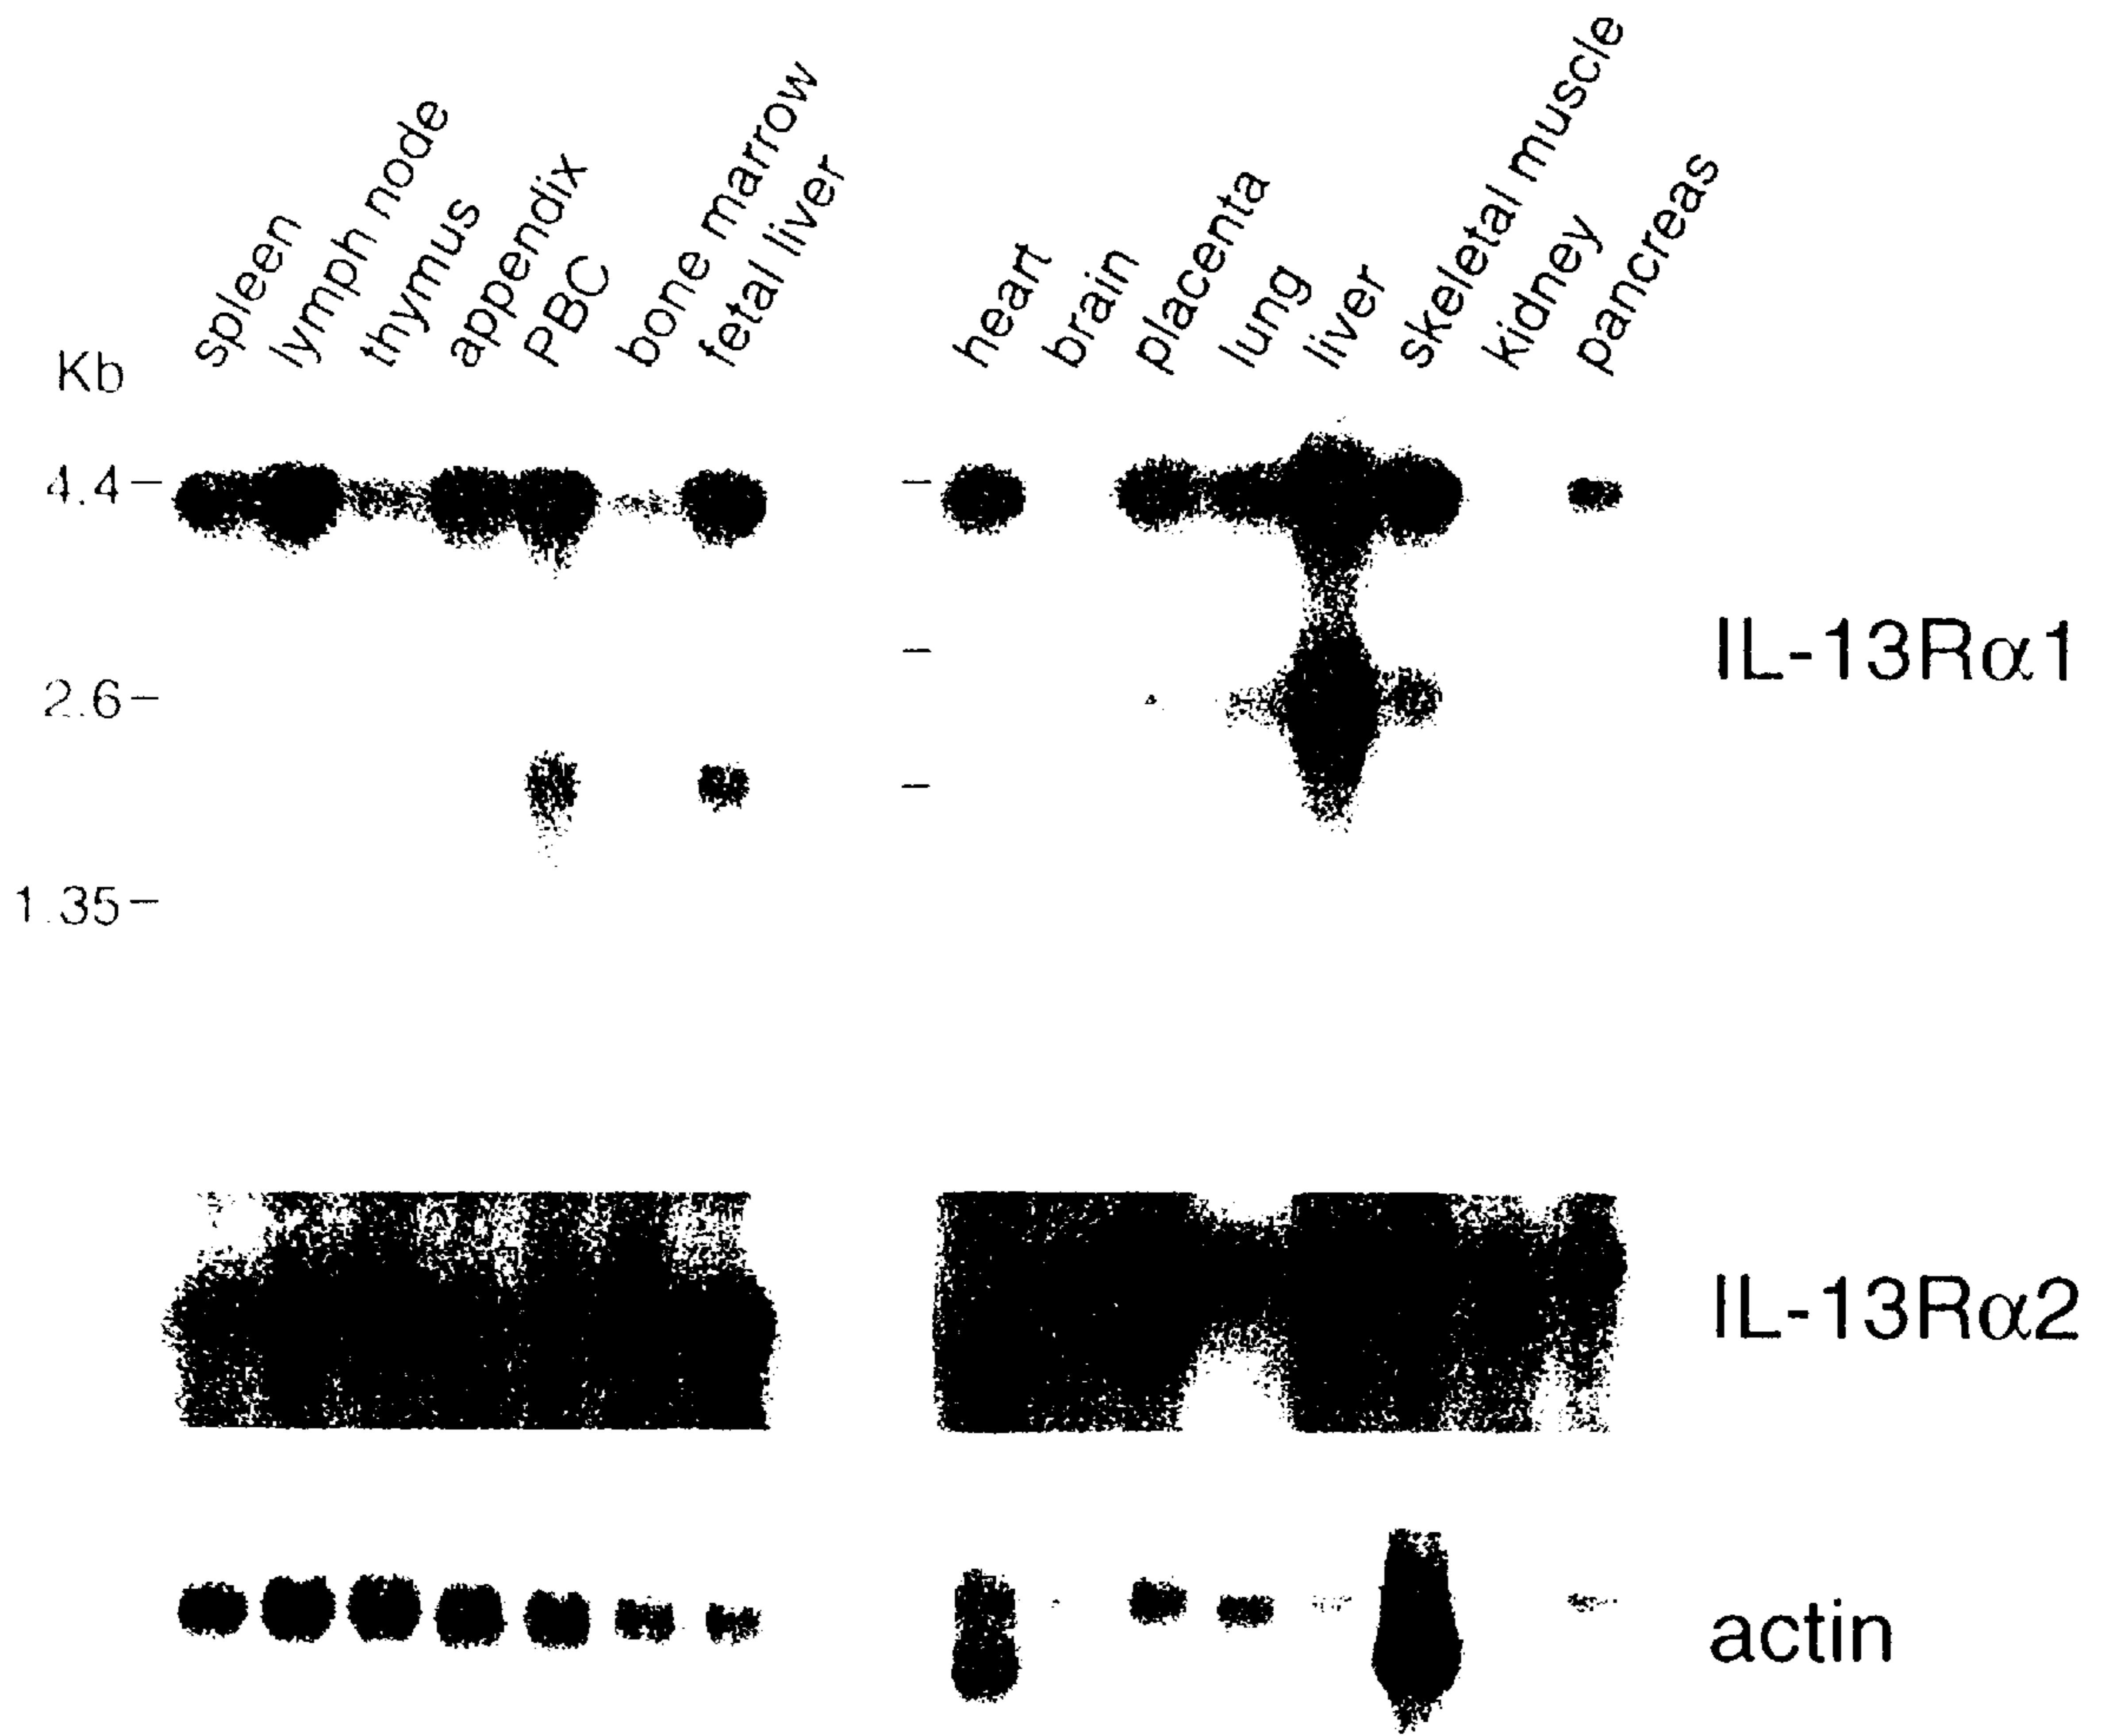 spleen
lymph node
thymus
appendix
PBC
bone marrow
fetal liver
heart
brain
placenta
lung
liver
skeletal muscle
kidney
pancreas
Kb
4.4
2.6
1.35
IL-13Rα1
IL-13Rα2
actin